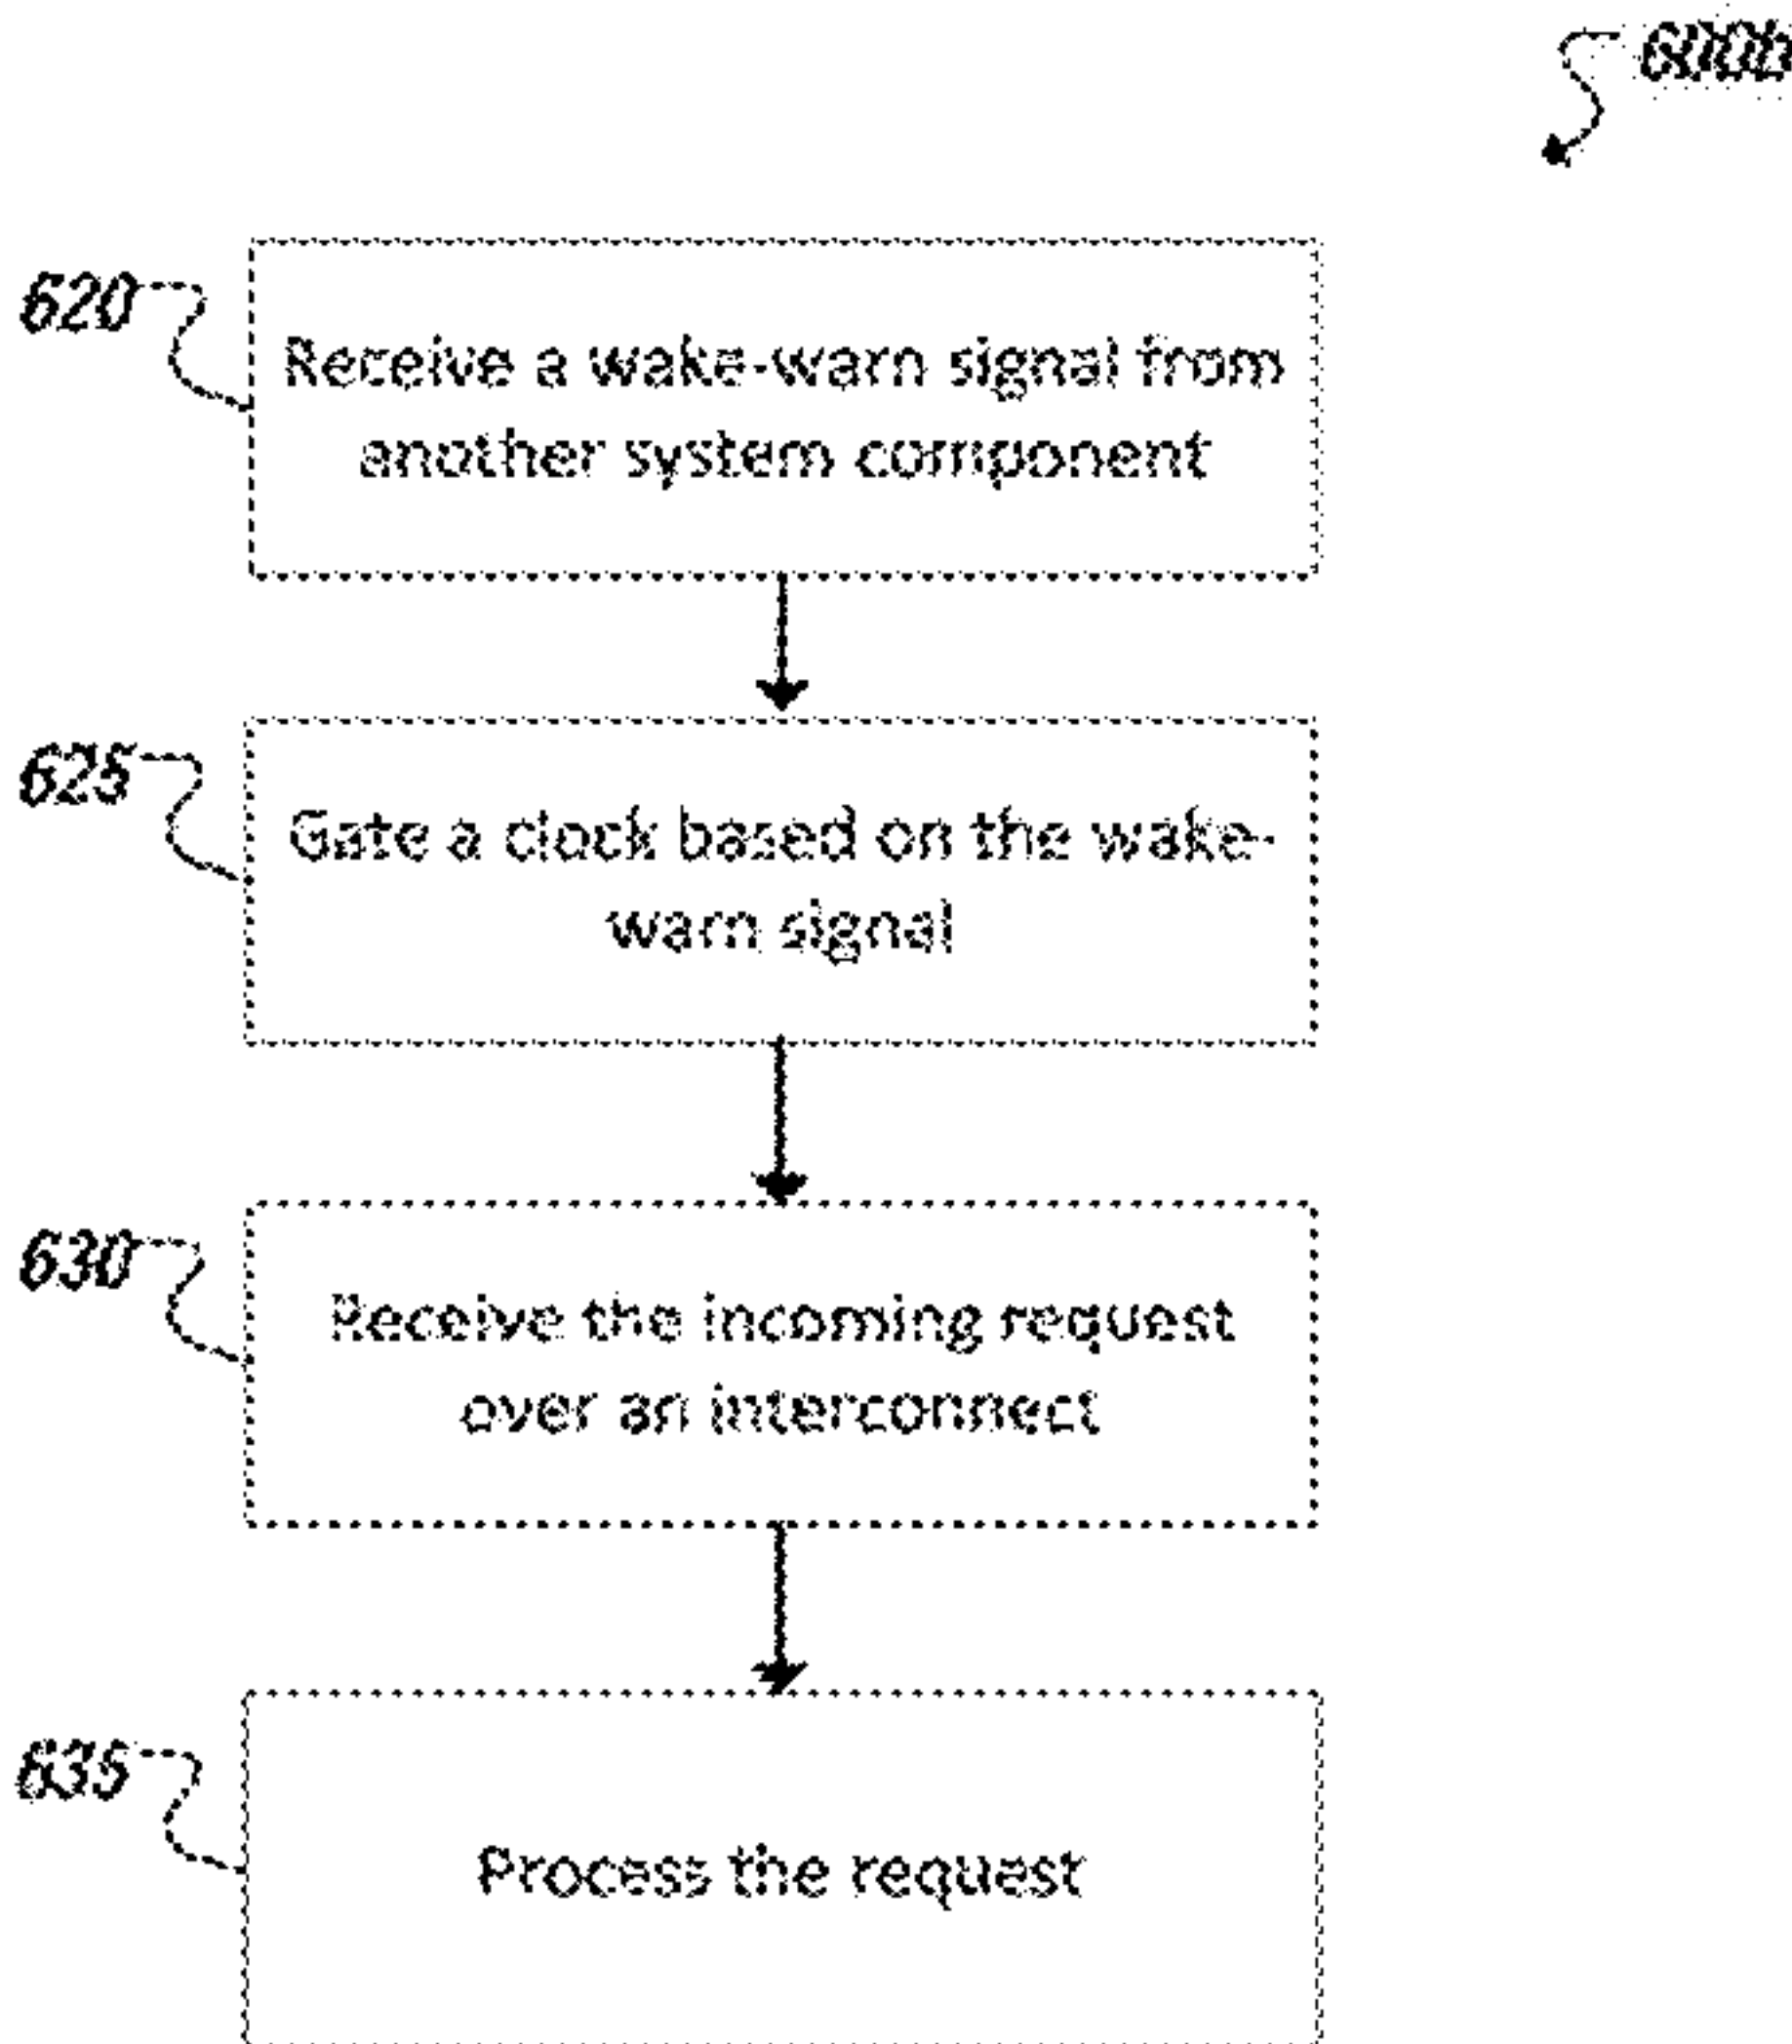 620
Receive a wake-warn signal from
another system component
625
Gate a clock based on the wake-
warn signal
630
Receive the incoming request
over an interconnect
635
Process the request